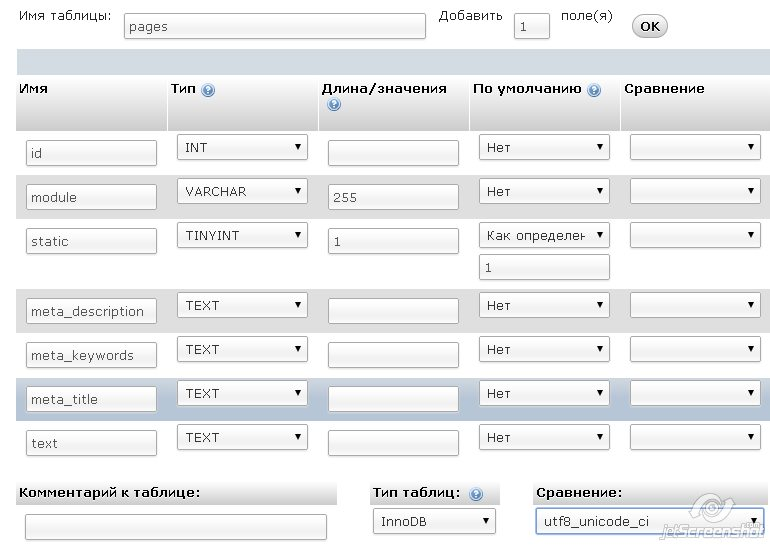 Имя таблицы: pages Добавить 1 поле(я) OK
Имя Тип Длина/значения По умолчанию Сравнение
id INT Нет
module VARCHAR 255 Нет
static TINYINT 1 Как определен
1
meta_description TEXT Нет
meta_keywords TEXT Нет
meta_title TEXT Нет
text TEXT Нет
Комментарий к таблице: Тип таблиц: Сравнение:
InnoDB utf8_unicode_ci
jetScreenshot